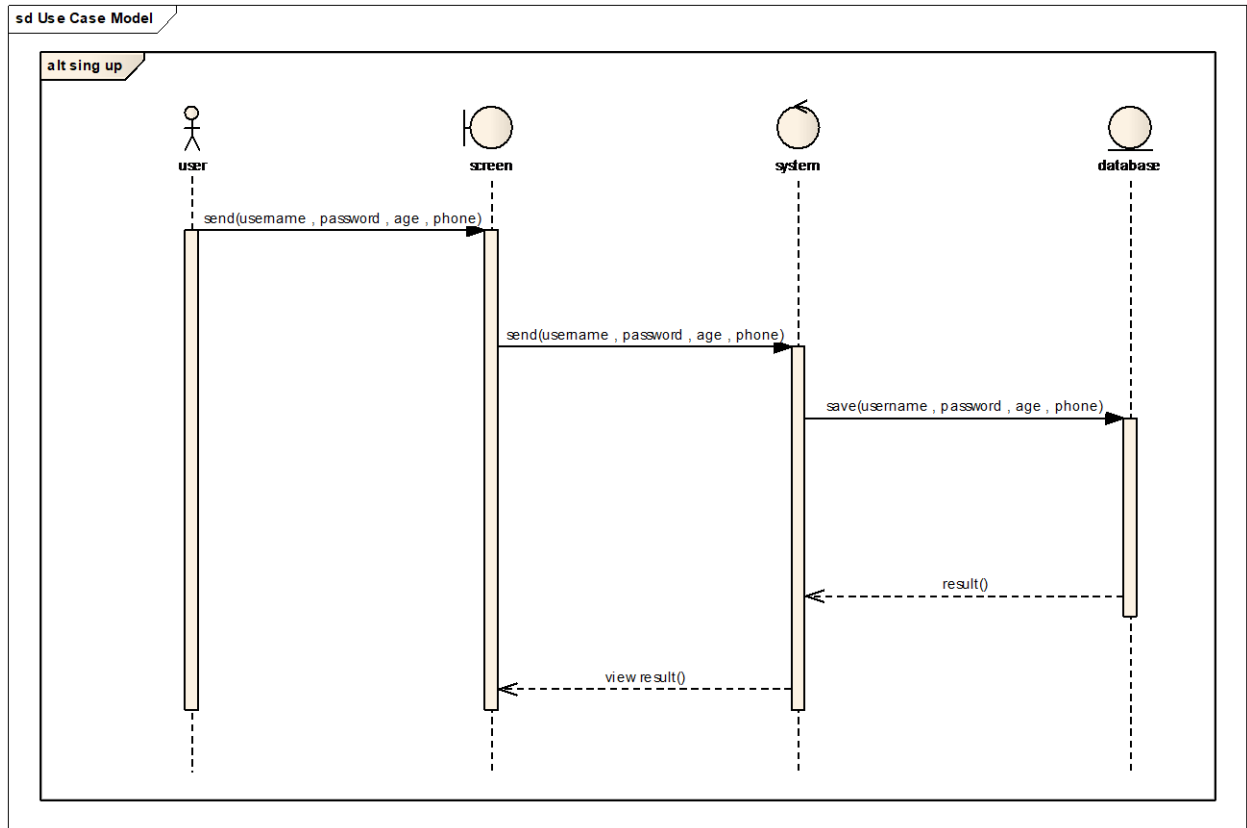 sd Use Case Model
alt sing up
user
screen
system
database
send(username , password , age , phone)
send(username , password , age , phone)
save(username , password , age , phone)
result()
view result()